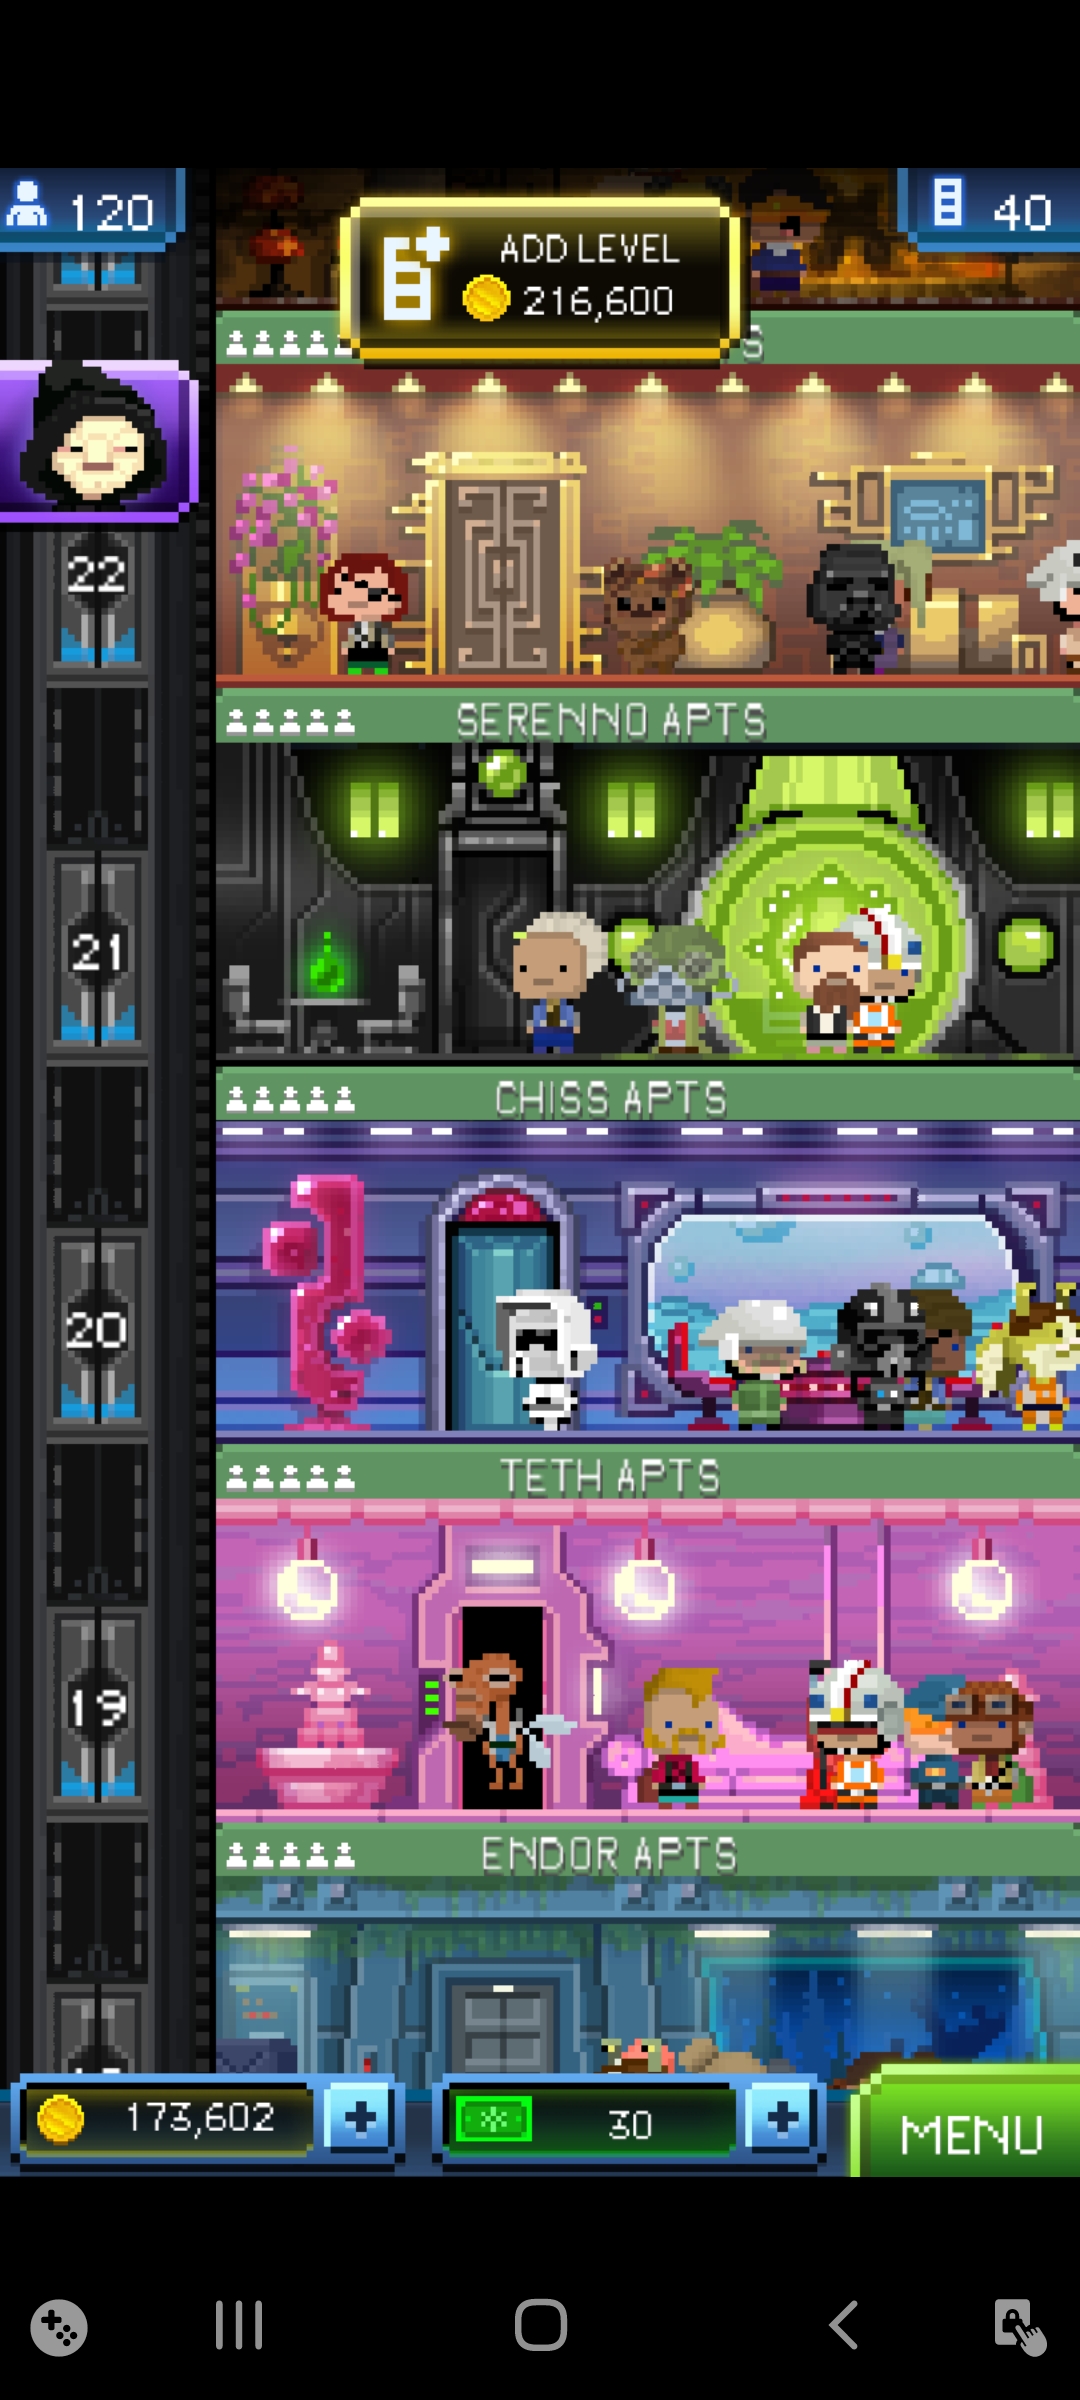 120
40
ADD LEVEL
216,600
S
22
SERENNO APTS
21
CHISS APTS
20
TETH APTS
19
ENDOR APTS
173,602
30
MENU